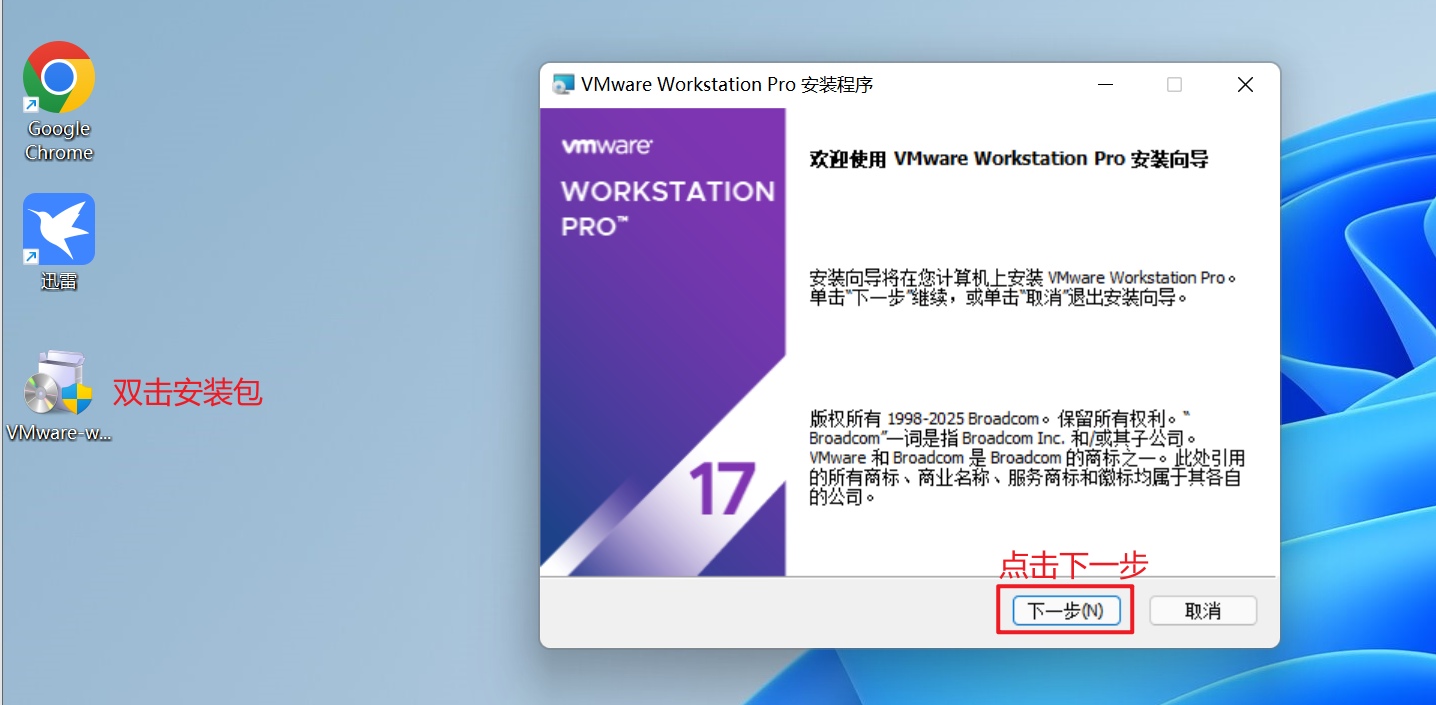 Google
Chrome
迅雷
双击安装包
VMware-w...
VMware Workstation Pro 安装程序
vmware
WORKSTATION
PRO™
17
欢迎使用 VMware Workstation Pro 安装向导
安装向导将在您计算机上安装 VMware Workstation Pro。
单击“下一步”继续，或单击“取消”退出安装向导。
版权所有 1998-2025 Broadcom。保留所有权利。“
Broadcom”一词是指 Broadcom Inc. 和/或其子公司。
VMware 和 Broadcom 是 Broadcom 的商标之一。此处引用
的所有商标、商业名称、服务商标和徽标均属于其各自
的公司。
点击下一步
下一步(N)
取消